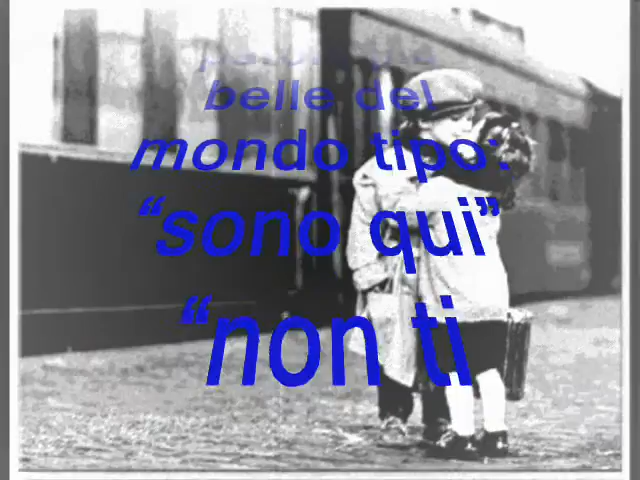 belle del
mondo tipo:
“sono qui”
“non ti